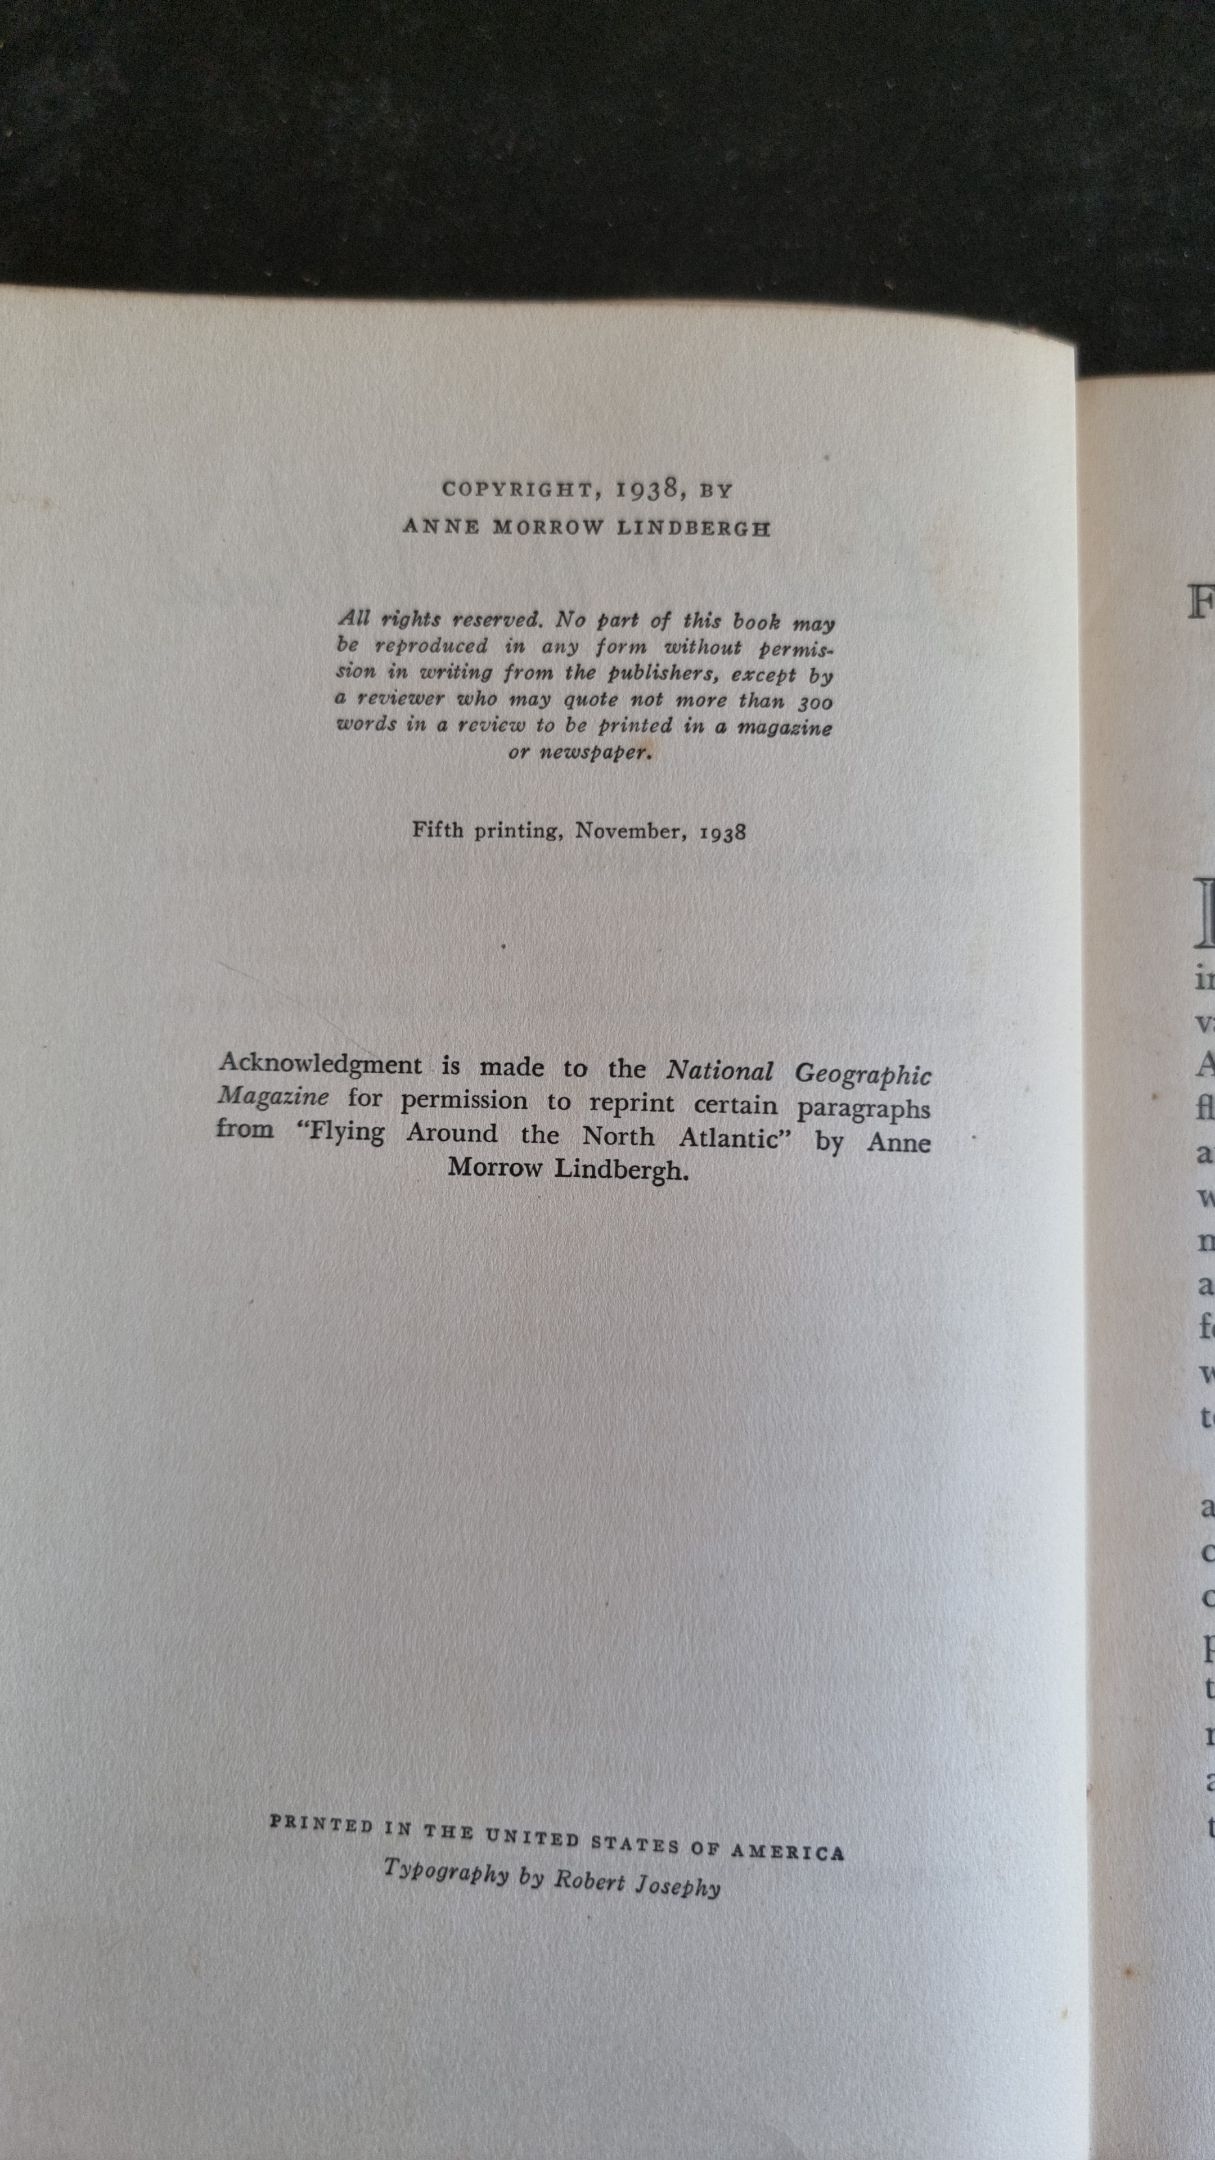 COPYRIGHT, 1938, BY
ANNE MORROW LINDBERGH
All rights reserved. No part of this book may
be reproduced in any form without permis-
sion in writing from the publishers, except by
a reviewer who may quote not more than 300
words in a review to be printed in a magazine
or newspaper.
Fifth printing, November, 1938
Acknowledgment is made to the National Geographic
Magazine for permission to reprint certain paragraphs
from “Flying Around the North Atlantic” by Anne
Morrow Lindbergh.
PRINTED IN THE UNITED STATES OF AMERICA
Typography by Robert Josephy